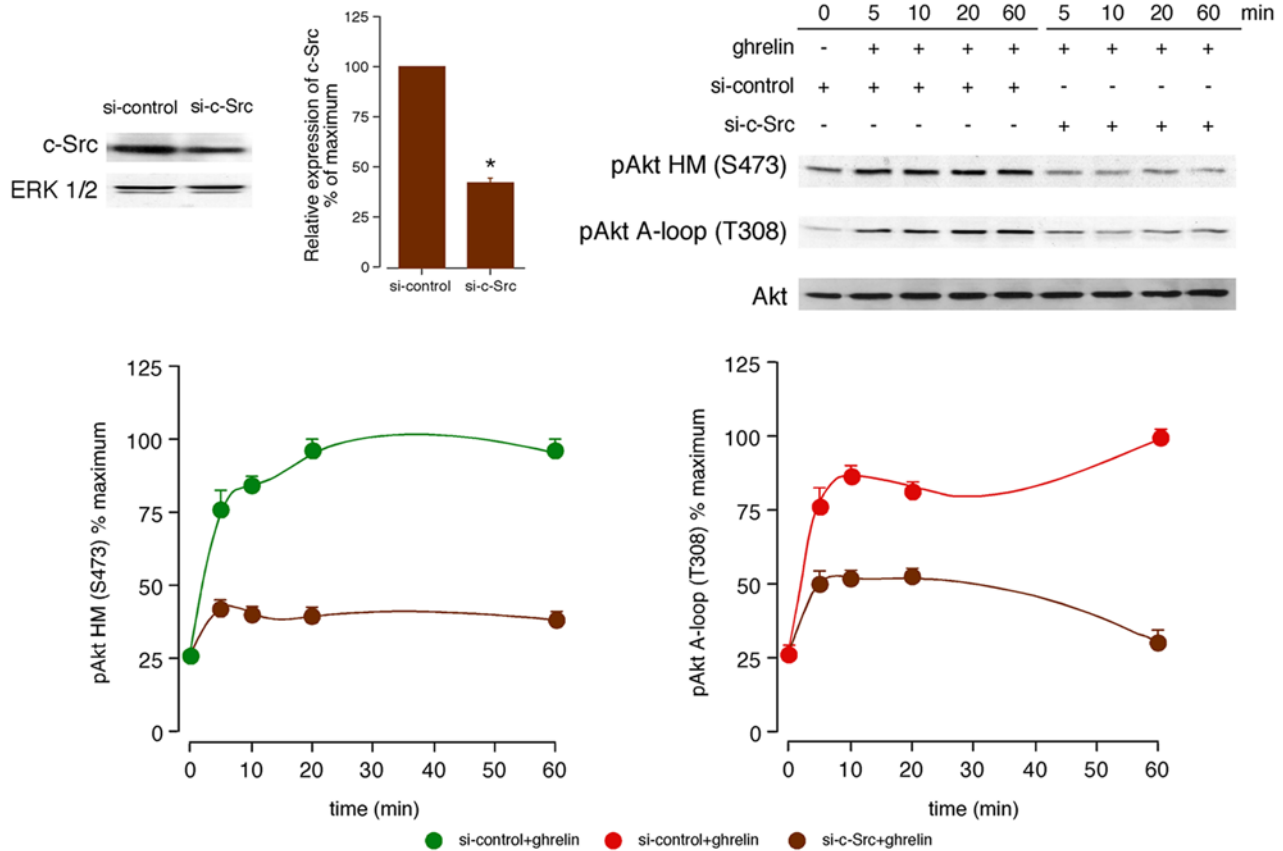 si-control si-c-Src
c-Src
ERK 1/2
Relative expression of c-Src
% of maximum
125
100
75
50
25
0
*
si-control si-c-Src
0 5 10 20 60 5 10 20 60 min
ghrelin - + + + + + + + +
si-control + + + + + - - - -
si-c-Src - - - - - + + + +
pAkt HM (S473)
pAkt A-loop (T308)
Akt
pAkt HM (S473) % maximum
125
100
75
50
25
0
0 10 20 30 40 50 60
time (min)
pAkt A-loop (T308) % maximum
125
100
75
50
25
0
0 10 20 30 40 50 60
time (min)
si-control+ghrelin si-control+ghrelin si-c-Src+ghrelin